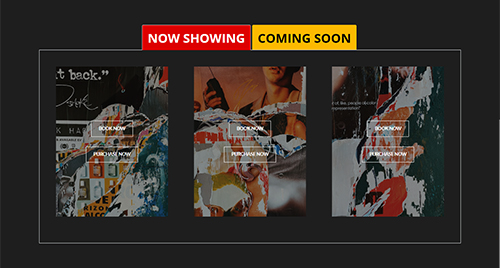 NOW SHOWING
COMING SOON
t back."
BOOK NOW
BOOK NOW
BOOK NOW
PURCHASE NOW
PURCHASE NOW
PURCHASE NOW